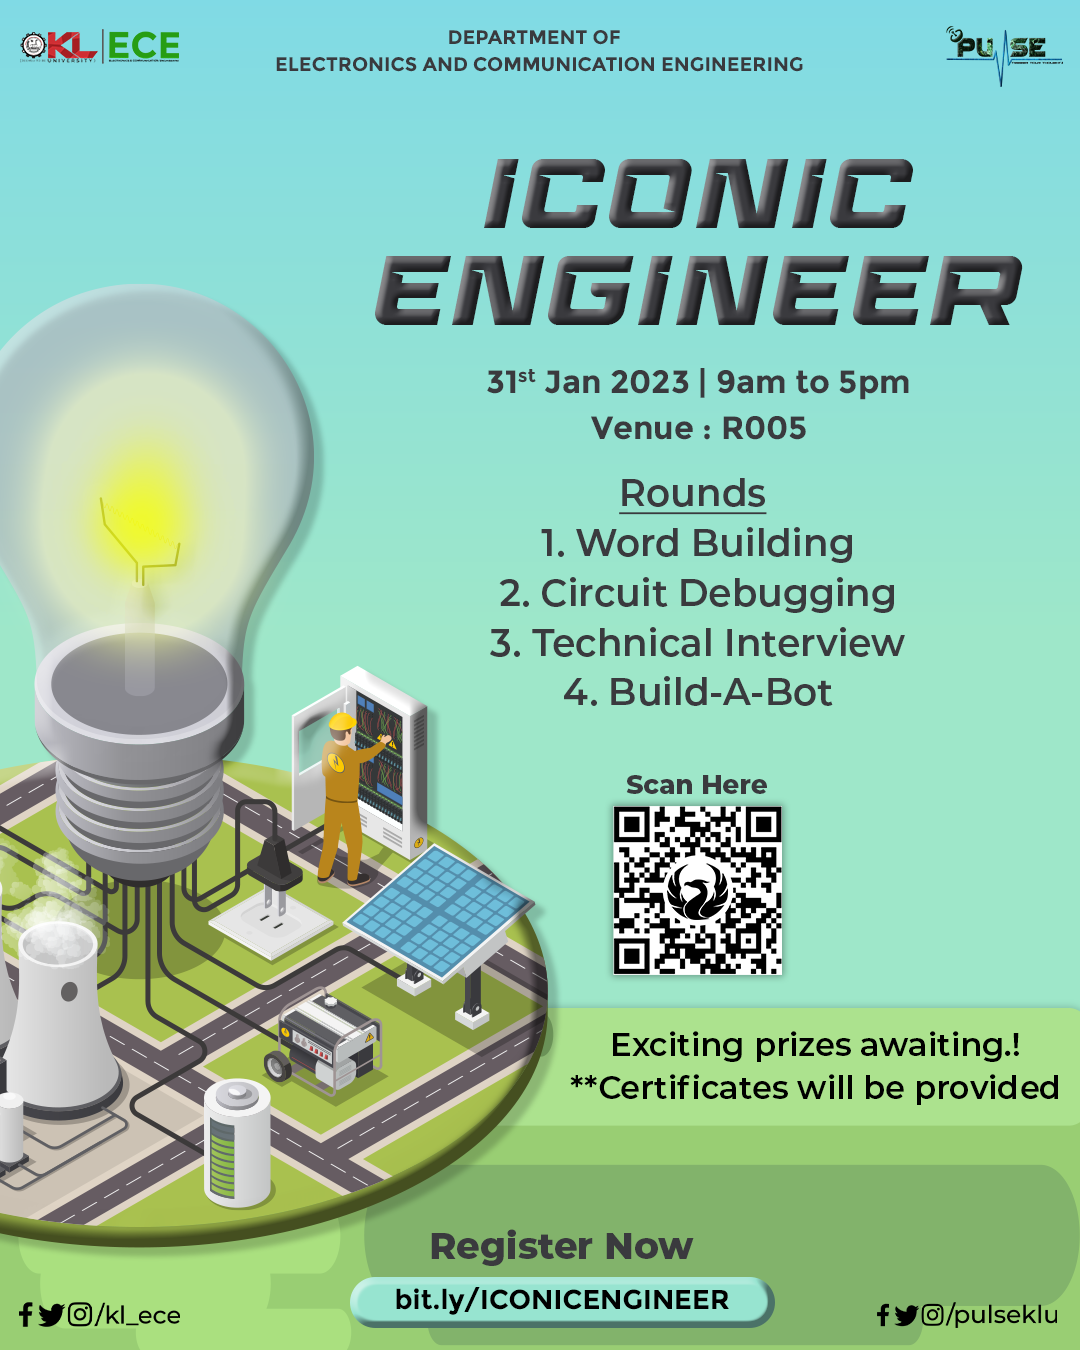 KL ECE
UNIVERSITY
DEPARTMENT OF
ELECTRONICS AND COMMUNICATION ENGINEERING
PULSE
ICONIC
ENGINEER
31st Jan 2023 | 9am to 5pm
Venue : R005
Rounds
1. Word Building
2. Circuit Debugging
3. Technical Interview
4. Build-A-Bot
Scan Here
Exciting prizes awaiting.!
**Certificates will be provided
Register Now
bit.ly/ICONICENGINEER
/kl_ece
/pulseklu